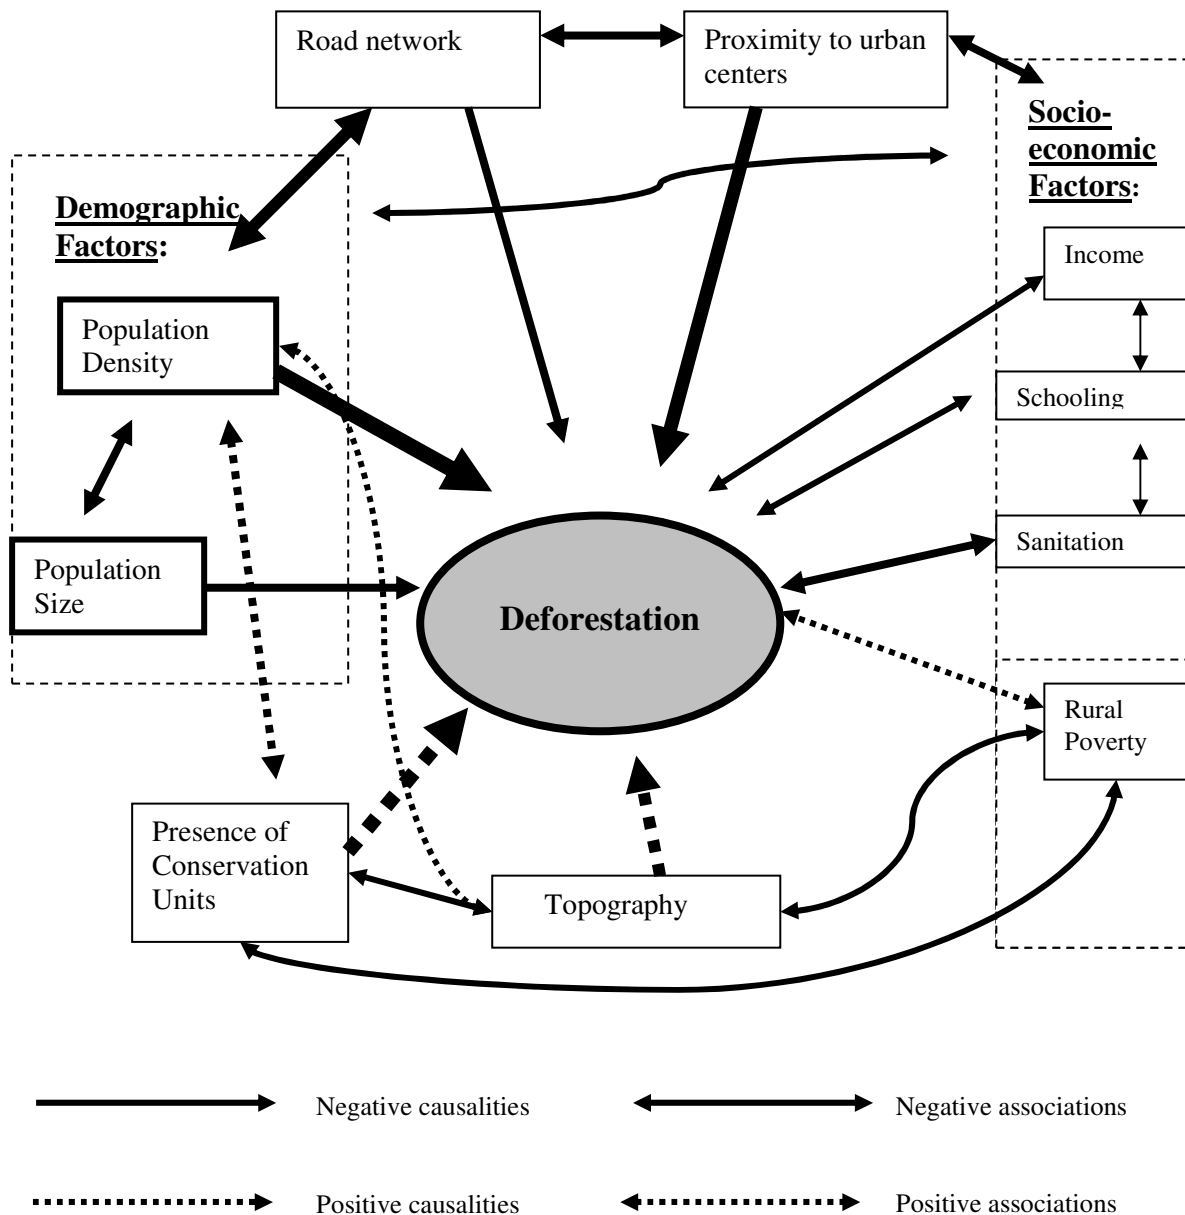 Road network
Proximity to urban
centers
Socio-
economic
Factors:
Demographic
Factors:
Income
Population
Density
Schooling
Sanitation
Population
Size
Deforestation
Rural
Poverty
Presence of
Conservation
Units
Topography
Negative causalities
Negative associations
Positive causalities
Positive associations